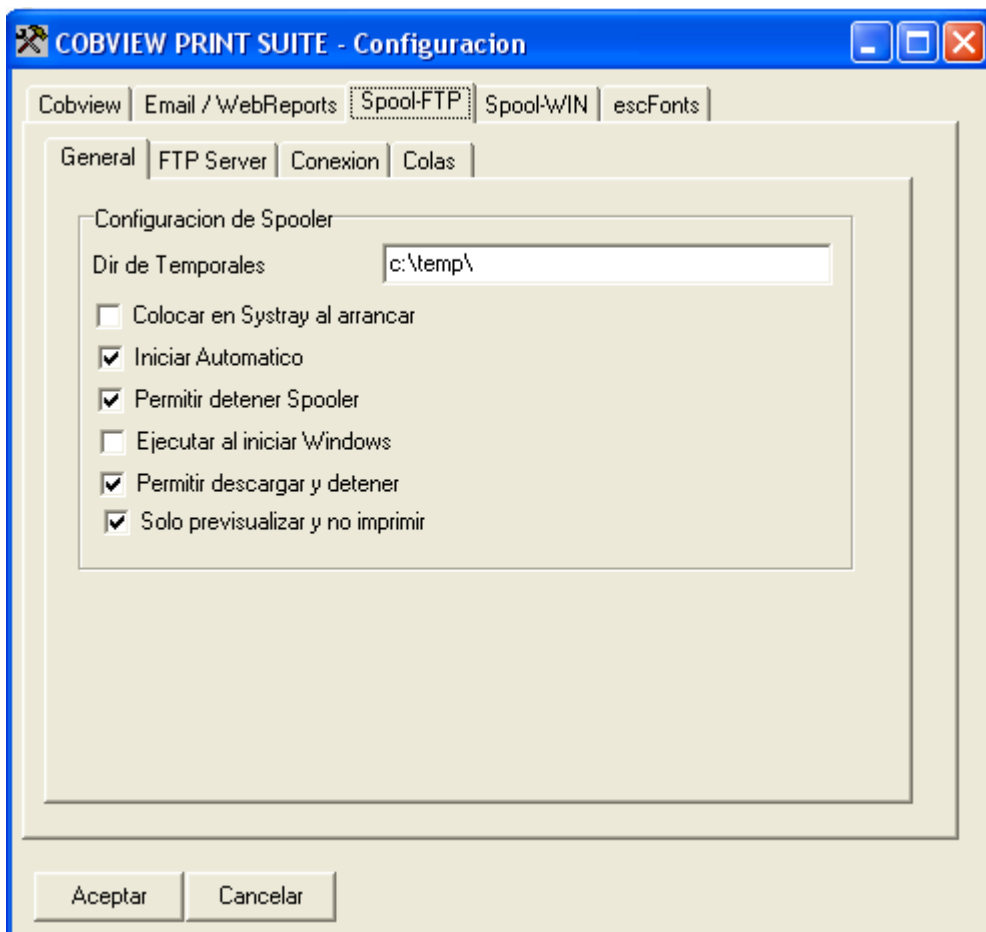 COBVIEW PRINT SUITE - Configuracion
Cobview Email / WebReports Spool-FTP Spool-WIN escFonts
General FTP Server Conexion Colas
Configuracion de Spooler
Dir de Temporales c:\temp\
Colocar en Systray al arrancar
Iniciar Automatico
Permitir detener Spooler
Ejecutar al iniciar Windows
Permitir descargar y detener
Solo previsualizar y no imprimir
Aceptar Cancelar